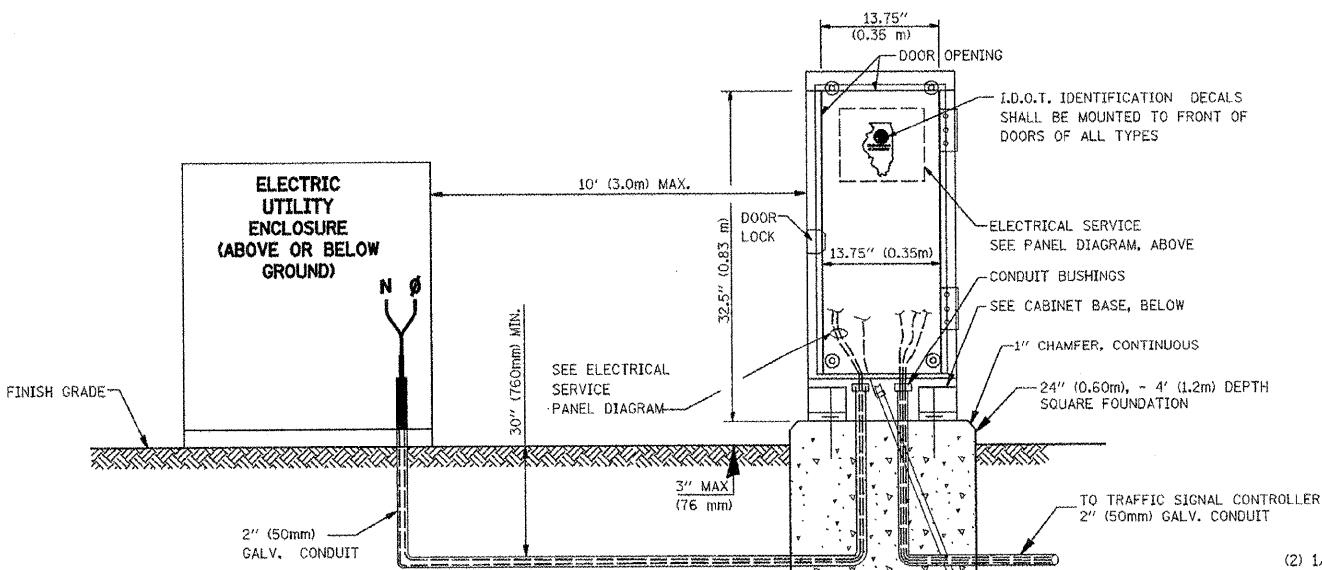 13.75"
(0.35 m)
DOOR OPENING
I.D.O.T. IDENTIFICATION DECALS
SHALL BE MOUNTED TO FRONT OF
DOORS OF ALL TYPES
ELECTRIC
UTILITY
ENCLOSURE
(ABOVE OR BELOW
GROUND)
N Ø
10' (3.0m) MAX.
DOOR
LOCK
32.5" (0.83 m)
13.75" (0.35m)
ELECTRICAL SERVICE
SEE PANEL DIAGRAM, ABOVE
CONDUIT BUSHINGS
SEE CABINET BASE, BELOW
1" CHAMFER, CONTINUOUS
24" (0.60m), - 4' (1.2m) DEPTH
SQUARE FOUNDATION
FINISH GRADE
30" (760mm) MIN.
SEE ELECTRICAL
SERVICE
PANEL DIAGRAM
3" MAX
(76 mm)
2" (50mm)
GALV. CONDUIT
TO TRAFFIC SIGNAL CONTROLLER
2" (50mm) GALV. CONDUIT
(2) 1/